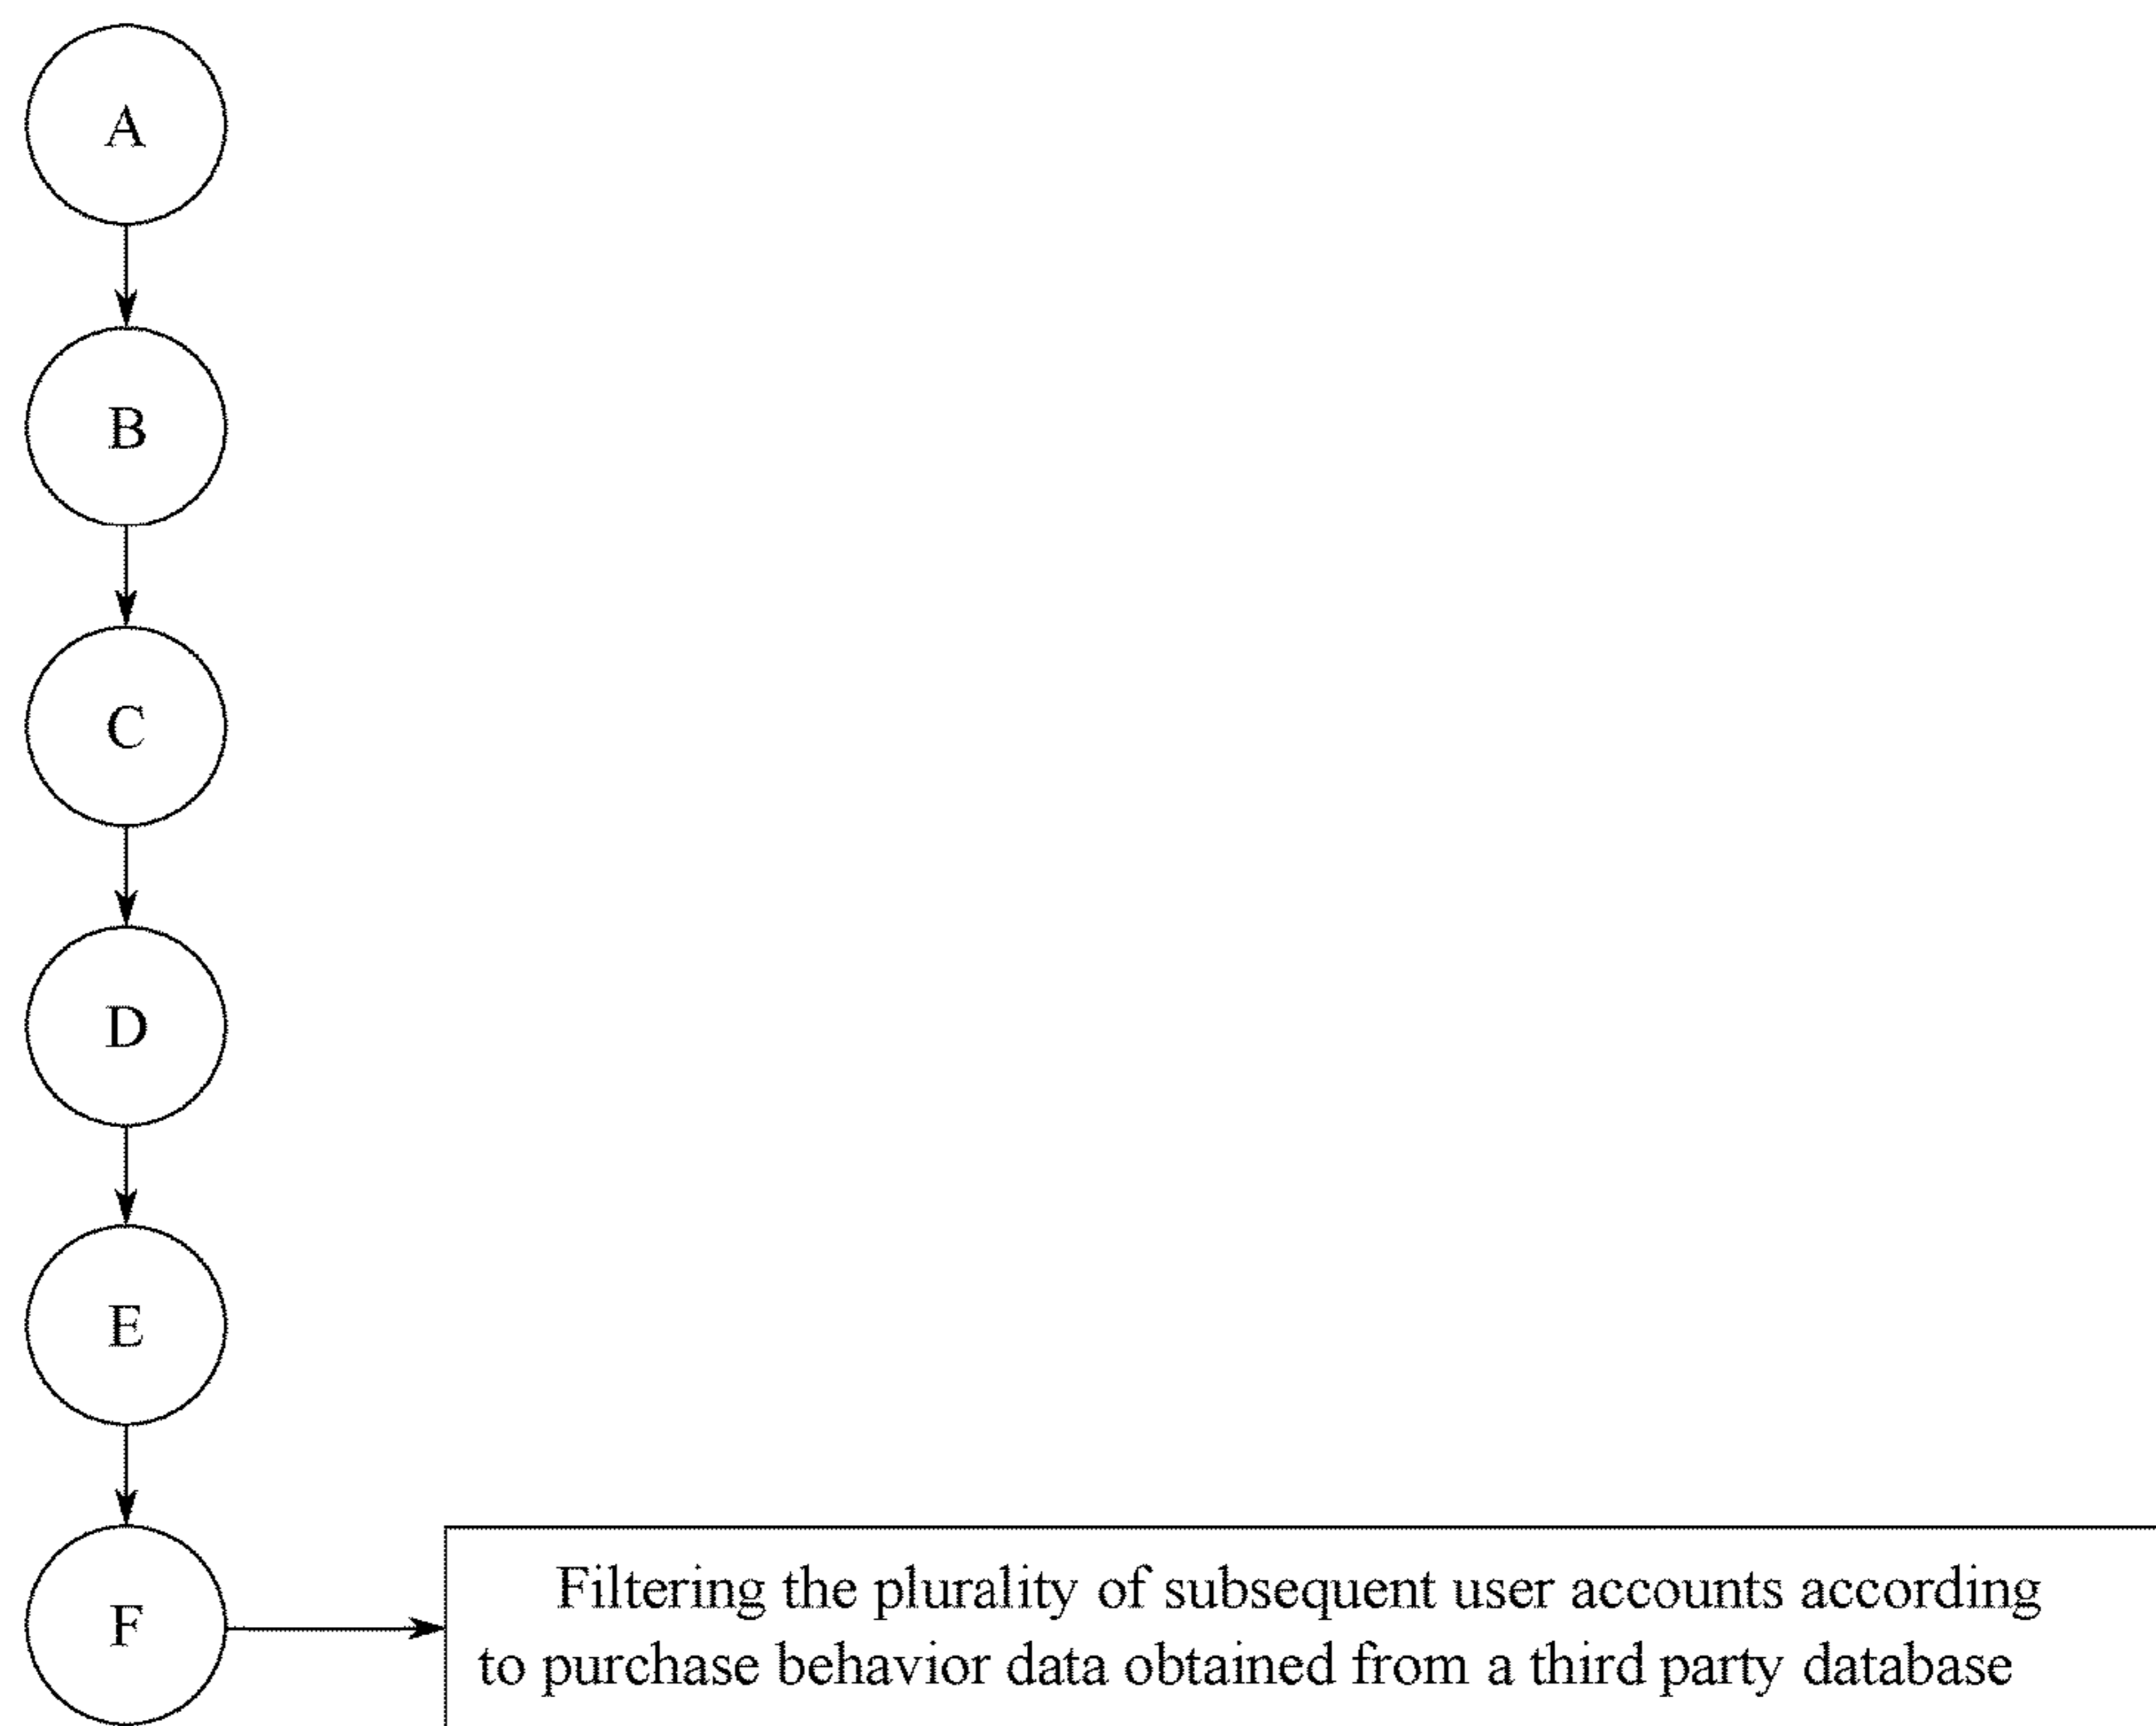 A
B
C
D
E
F
Filtering the plurality of subsequent user accounts according
to purchase behavior data obtained from a third party database